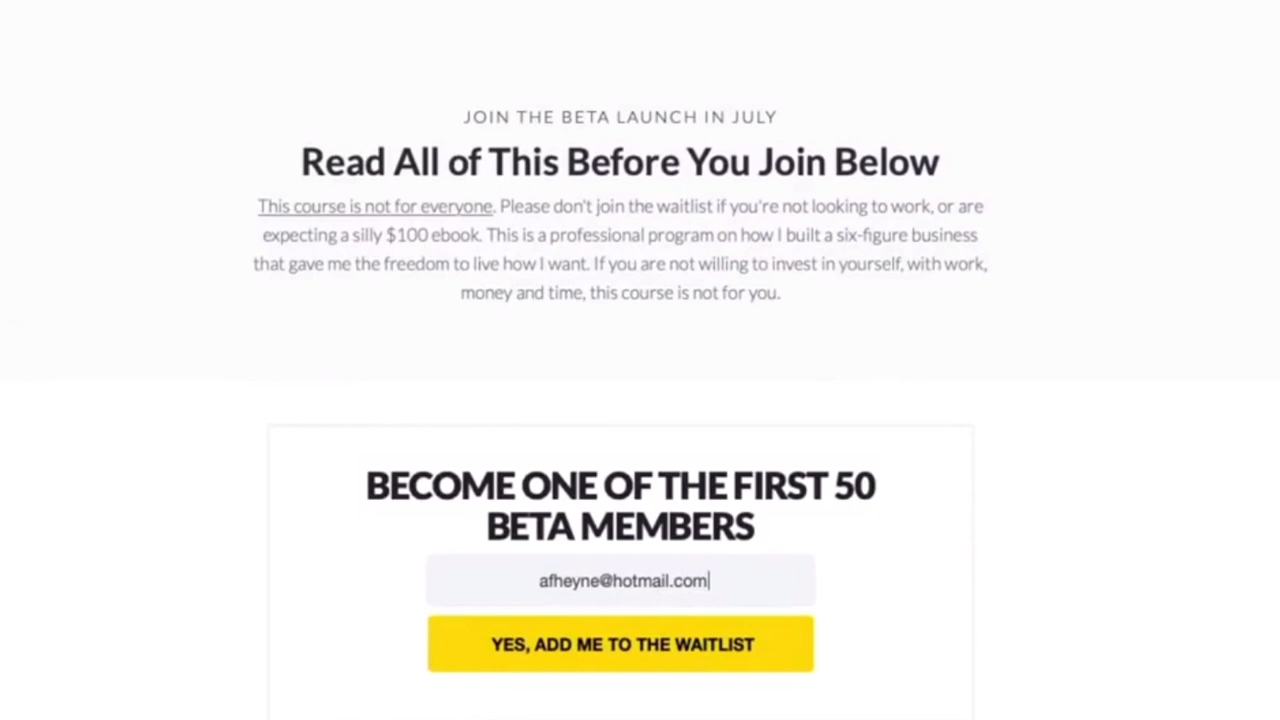 JOIN THE BETA LAUNCH IN JULY
Read All of This Before You Join Below
This course is not for everyone. Please don't join the waitlist if you're not looking to work, or are
expecting a silly $100 ebook. This is a professional program on how I built a six-figure business
that gave me the freedom to live how I want. If you are not willing to invest in yourself, with work,
money and time, this course is not for you.
BECOME ONE OF THE FIRST 50
BETA MEMBERS
afheyne@hotmail.com
YES, ADD ME TO THE WAITLIST